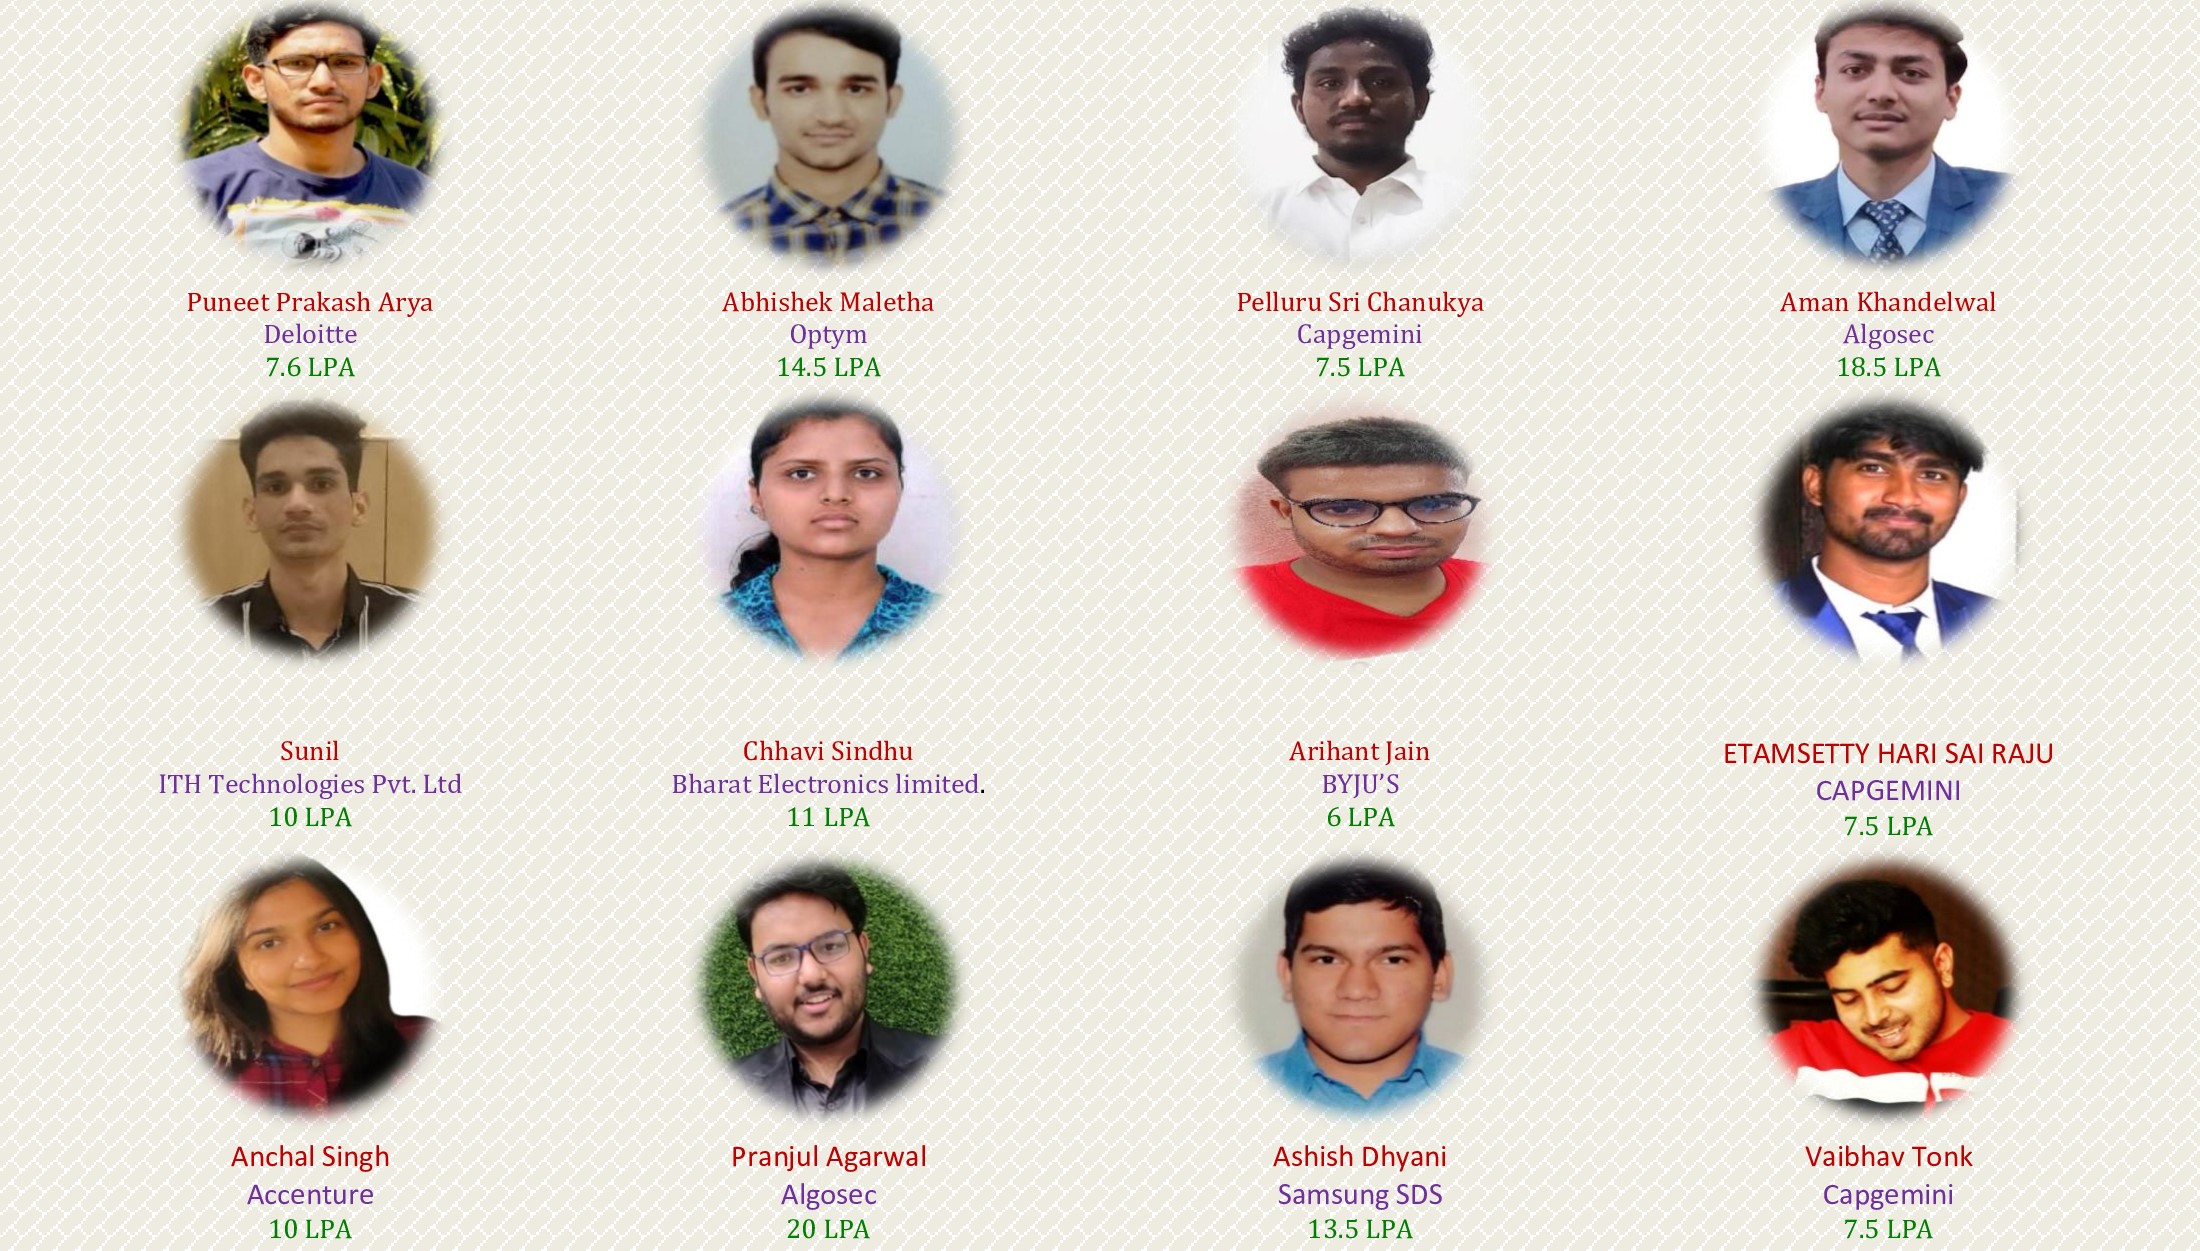 Puneet Prakash Arya
Deloitte
7.6 LPA
Abhishek Maletha
Optym
14.5 LPA
Pelluru Sri Chanukya
Capgemini
7.5 LPA
Aman Khandelwal
Algosec
18.5 LPA
Sunil
ITH Technologies Pvt. Ltd
10 LPA
Chhavi Sindhu
Bharat Electronics limited.
11 LPA
Arihant Jain
BYJU’S
6 LPA
ETAMSETTY HARI SAI RAJU
CAPGEMINI
7.5 LPA
Anchal Singh
Accenture
10 LPA
Pranjul Agarwal
Algosec
20 LPA
Ashish Dhyani
Samsung SDS
13.5 LPA
Vaibhav Tonk
Capgemini
7.5 LPA